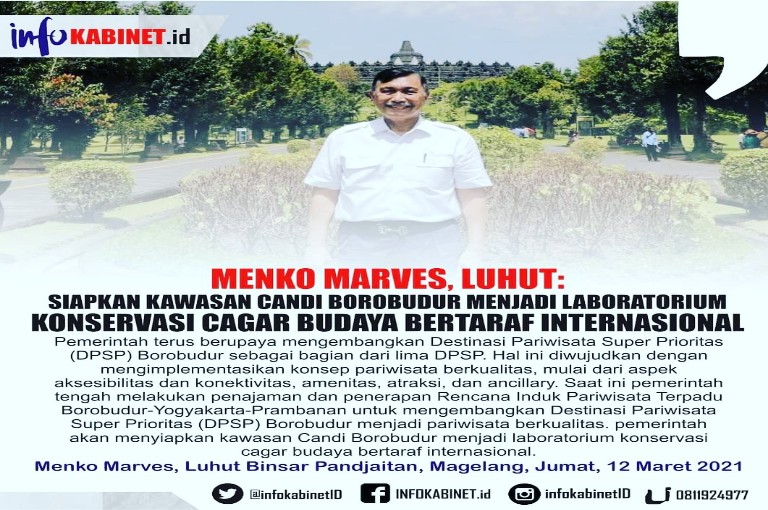 infoKABINET.id
MENKO MARVES, LUHUT:
SIAPKAN KAWASAN CANDI BOROBUDUR MENJADI LABORATORIUM
KONSERVASI CAGAR BUDAYA BERTARAF INTERNASIONAL
Pemerintah terus berupaya mengembangkan Destinasi Pariwisata Super Prioritas
(DPSP) Borobudur sebagai bagian dari lima DPSP. Hal ini diwujudkan dengan
mengimplementasikan konsep pariwisata berkualitas, mulai dari aspek
aksesibilitas dan konektivitas, amenitas, atraksi, dan ancillary. Saat ini pemerintah
tengah melakukan penajaman dan penerapan Rencana Induk Pariwisata Terpadu
Borobudur-Yogyakarta-Prambanan untuk mengembangkan Destinasi Pariwisata
Super Prioritas (DPSP) Borobudur menjadi pariwisata berkualitas. pemerintah
akan menyiapkan kawasan Candi Borobudur menjadi laboratorium konservasi
cagar budaya bertaraf internasional.
Menko Marves, Luhut Binsar Pandjaitan, Magelang, Jumat, 12 Maret 2021
@infokabinetID INFOKABINET.id infokabinetID 0811924977